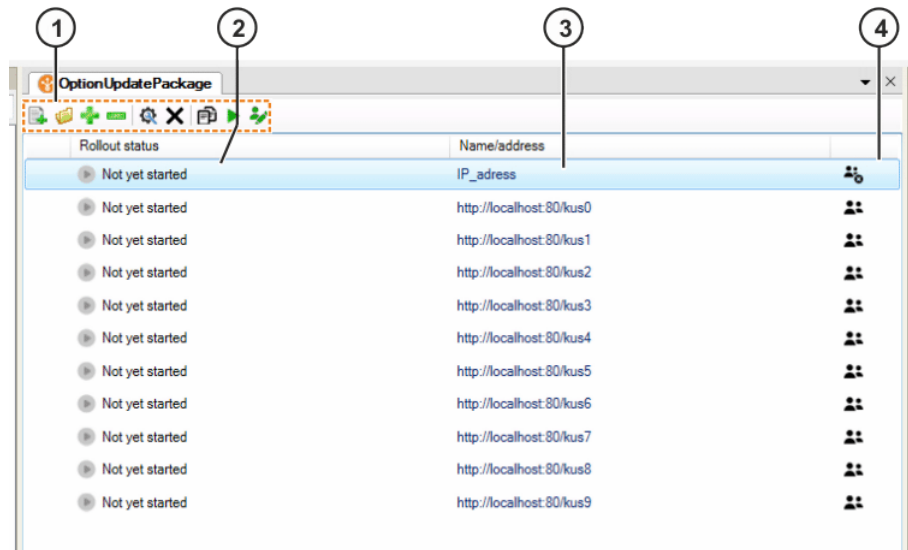 1 2 3 4
OptionUpdatePackage
Rollout status Name/address
Not yet started IP_adress
Not yet started http://localhost:80/kus0
Not yet started http://localhost:80/kus1
Not yet started http://localhost:80/kus2
Not yet started http://localhost:80/kus3
Not yet started http://localhost:80/kus4
Not yet started http://localhost:80/kus5
Not yet started http://localhost:80/kus6
Not yet started http://localhost:80/kus7
Not yet started http://localhost:80/kus8
Not yet started http://localhost:80/kus9